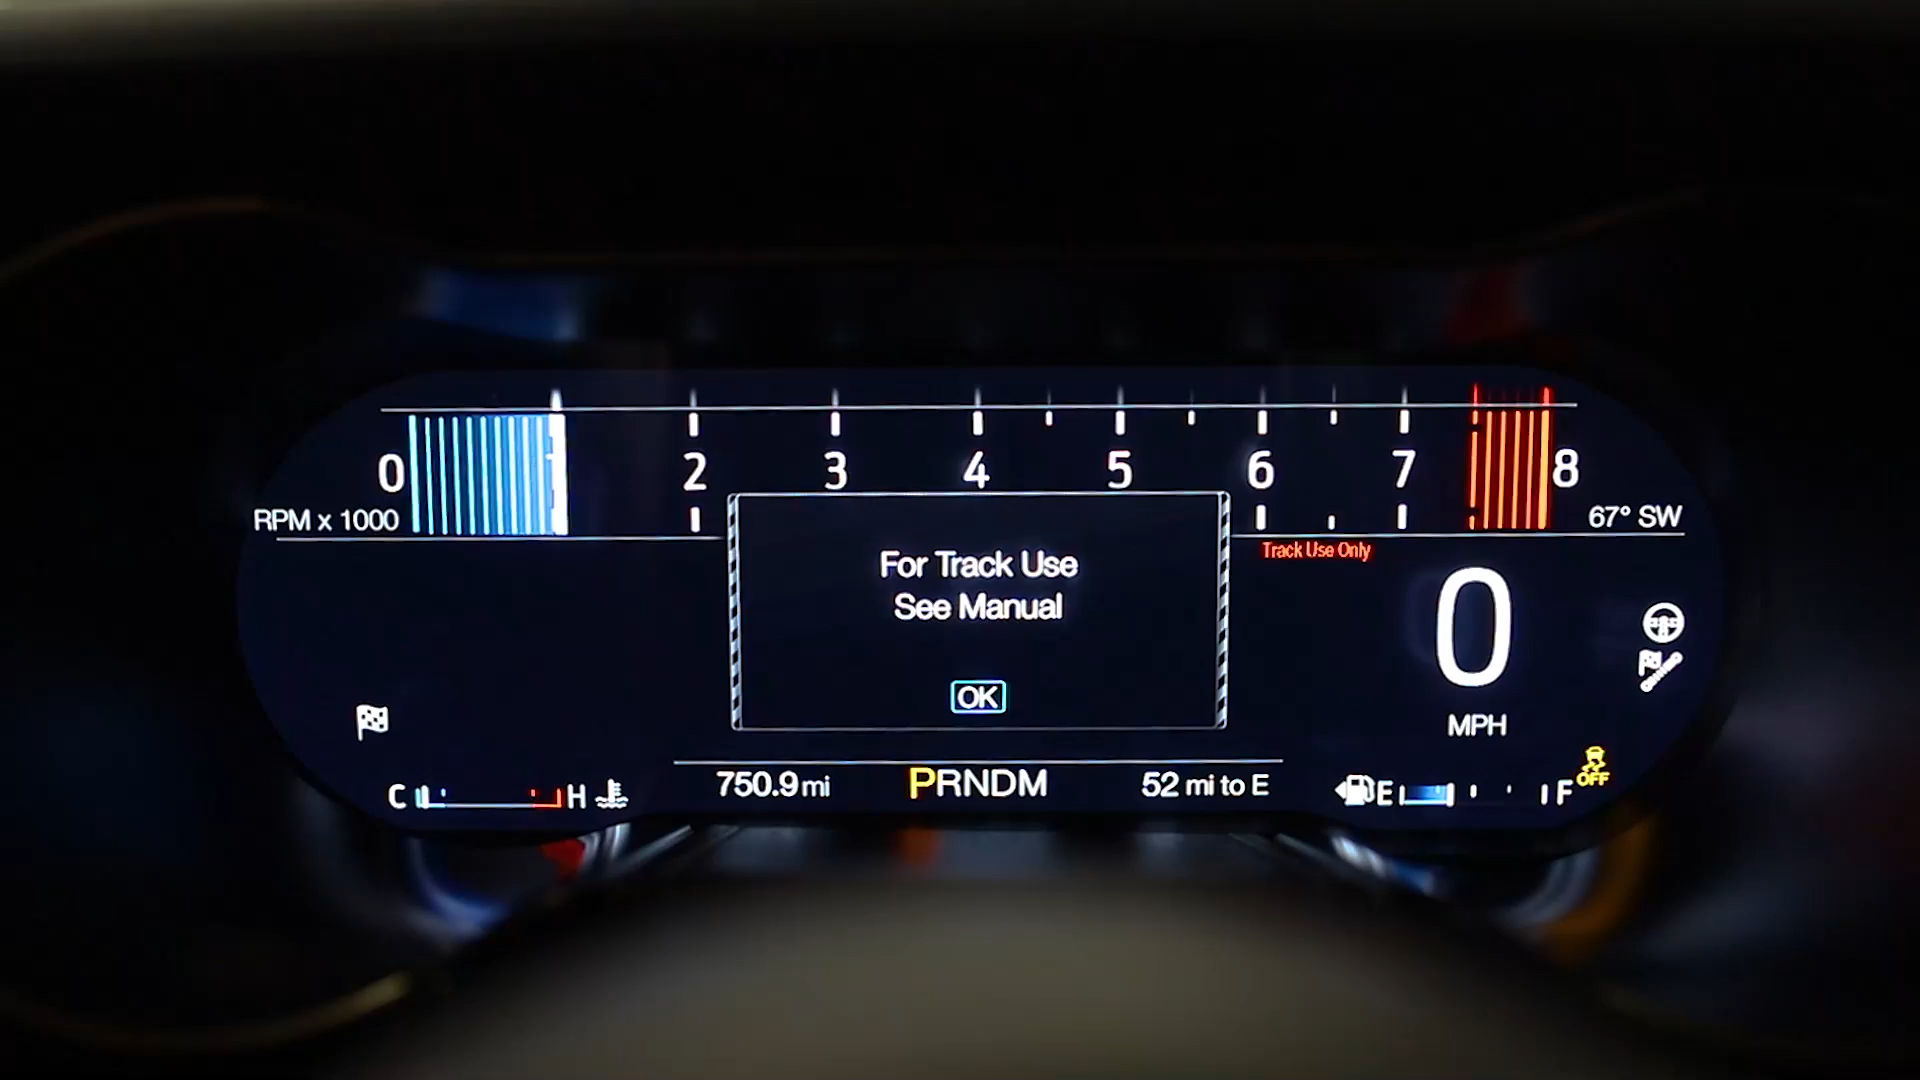 0 1 2 3 4 5 6 7 8
RPM x 1000
67° SW
Track Use Only
For Track Use
See Manual
OK
0
MPH
C H
750.9 mi
PRNDM
52 mi to E
E F
OFF